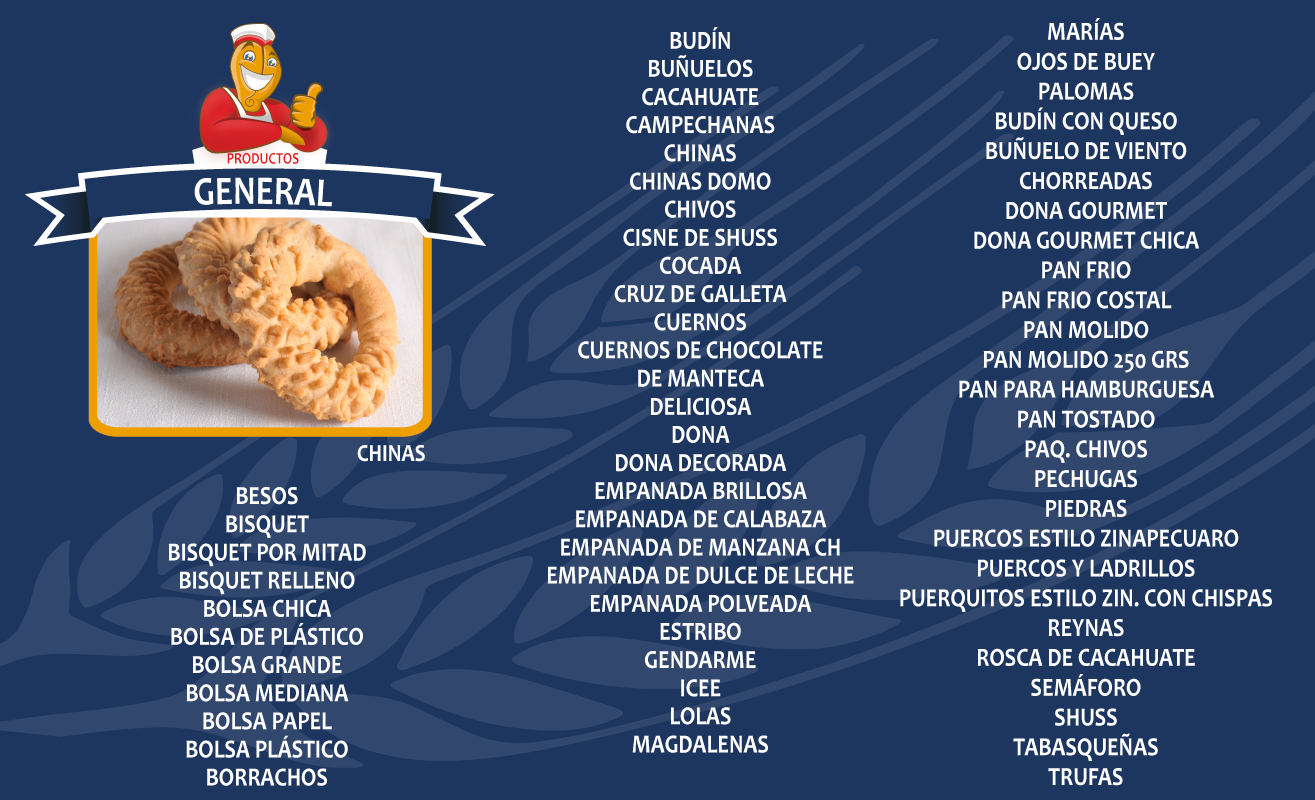 PRODUCTOS
GENERAL
CHINAS
BESOS
BISQUET
BISQUET POR MITAD
BISQUET RELLENO
BOLSA CHICA
BOLSA DE PLÁSTICO
BOLSA GRANDE
BOLSA MEDIANA
BOLSA PAPEL
BOLSA PLÁSTICO
BORRACHOS
BUDÍN
BUÑUELOS
CACAHUATE
CAMPECHANAS
CHINAS
CHINAS DOMO
CHIVOS
CISNE DE SHUSS
COCADA
CRUZ DE GALLETA
CUERNOS
CUERNOS DE CHOCOLATE
DE MANTECA
DELICIOSA
DONA
DONA DECORADA
EMPANADA BRILLOSA
EMPANADA DE CALABAZA
EMPANADA DE MANZANA CH
EMPANADA DE DULCE DE LECHE
EMPANADA POLVEADA
ESTRIBO
GENDARME
ICEE
LOLAS
MAGDALENAS
MARÍAS
OJOS DE BUEY
PALOMAS
BUDÍN CON QUESO
BUÑUELO DE VIENTO
CHORREADAS
DONA GOURMET
DONA GOURMET CHICA
PAN FRIO
PAN FRIO COSTAL
PAN MOLIDO
PAN MOLIDO 250 GRS
PAN PARA HAMBURGUESA
PAN TOSTADO
PAQ. CHIVOS
PECHUGAS
PIEDRAS
PUERCOS ESTILO ZINAPECUARO
PUERCOS Y LADRILLOS
PUERQUITOS ESTILO ZIN. CON CHISPAS
REYNAS
ROSCA DE CACAHUATE
SEMÁFORO
SHUSS
TABASQUEÑAS
TRUFAS